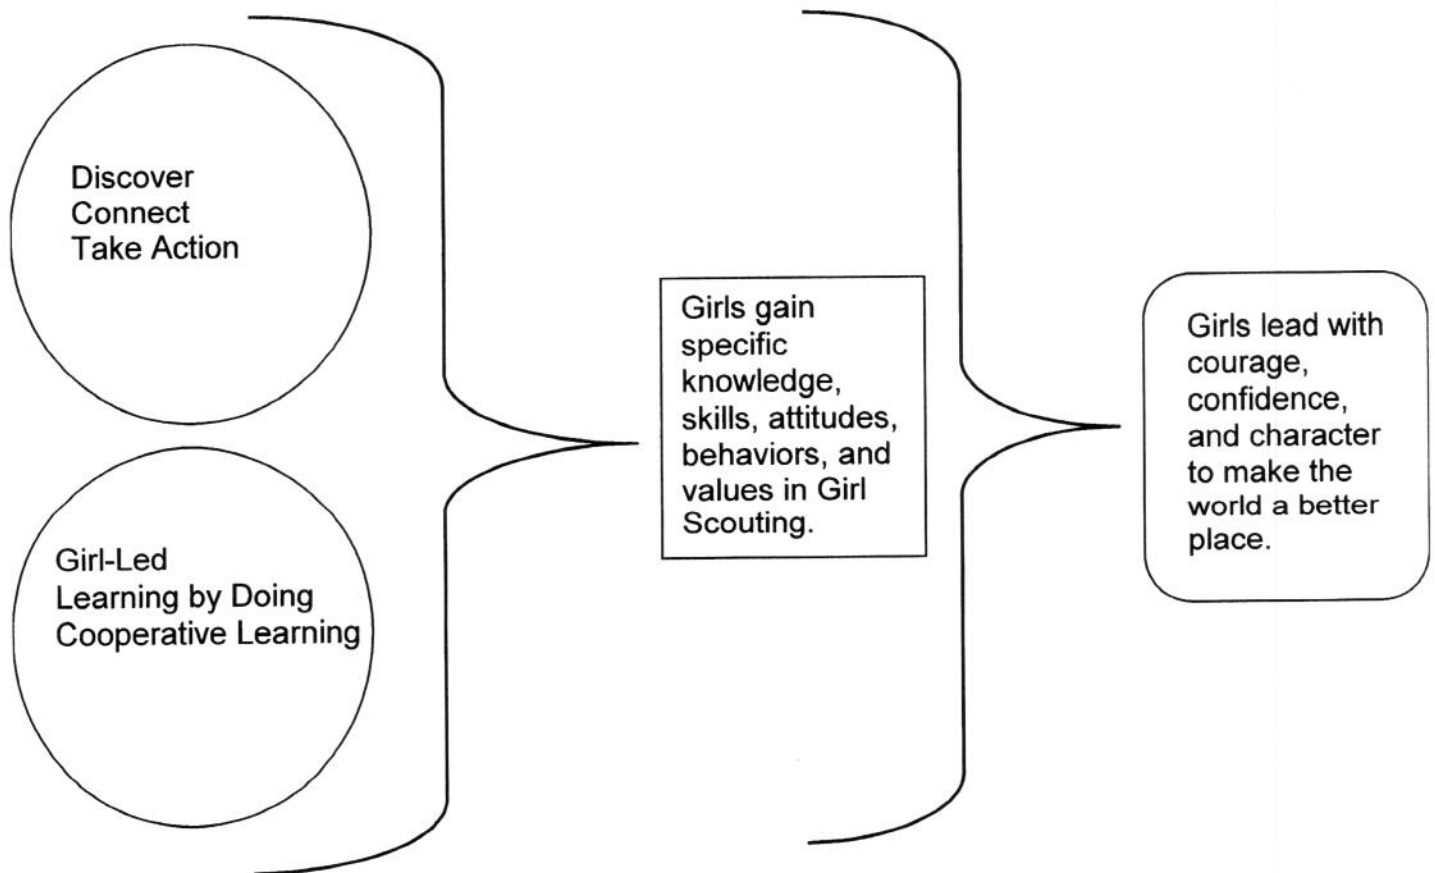 Discover
Connect
Take Action
Girl-Led
Learning by Doing
Cooperative Learning
Girls gain
specific
knowledge,
skills, attitudes,
behaviors, and
values in Girl
Scouting.
Girls lead with
courage,
confidence,
and character
to make the
world a better
place.